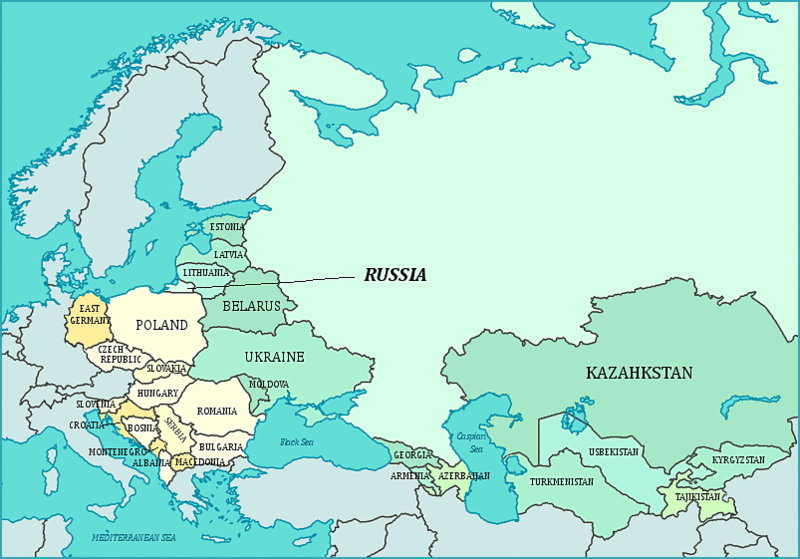 ESTONIA
LATVIA
LITHUANIA
RUSSIA
BELARUS
EAST
GERMANY
POLAND
CZECH
REPUBLIC
SLOVAKIA
UKRAINE
MOLDOVA
KAZAHKSTAN
HUNGARY
SLOVENIA
ROMANIA
CROATIA
BOSNIA
SERBIA
MONTENEGRO
BULGARIA
ALBANIA
MACEDONIA
Black Sea
Caspian
Sea
GEORGIA
ARMENIA
AZERBAIJAN
USBEKISTAN
KYRGYZSTAN
TURKMENISTAN
TAJIKISTAN
MEDITERRANEAN SEA